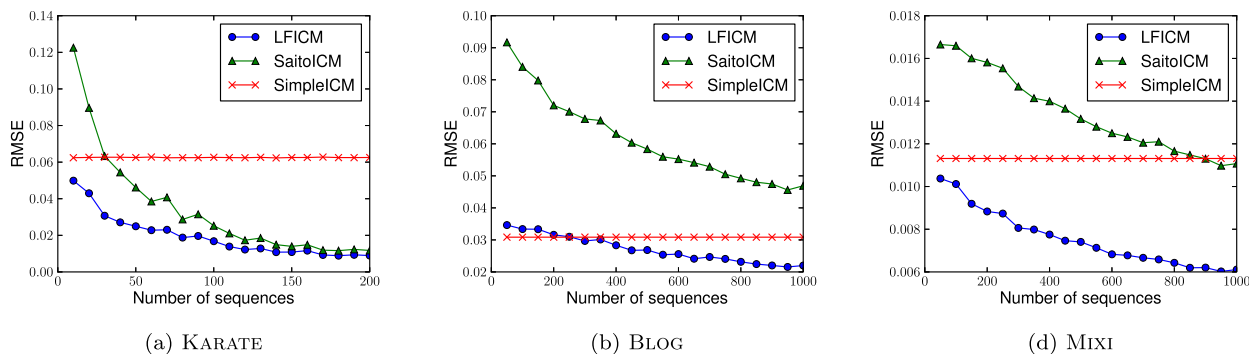 0.14
0.12
0.10
0.08
0.06
0.04
0.02
0.00
RMSE
0
50
100
150
200
Number of sequences
LFICM
SaitoICM
SimpleICM
(a) KARATE
0.10
0.09
0.08
0.07
0.06
0.05
0.04
0.03
0.02
RMSE
0
200
400
600
800
1000
Number of sequences
LFICM
SaitoICM
SimpleICM
(b) BLOG
0.018
0.016
0.014
0.012
0.010
0.008
0.006
RMSE
0
200
400
600
800
1000
Number of sequences
LFICM
SaitoICM
SimpleICM
(d) MIXI